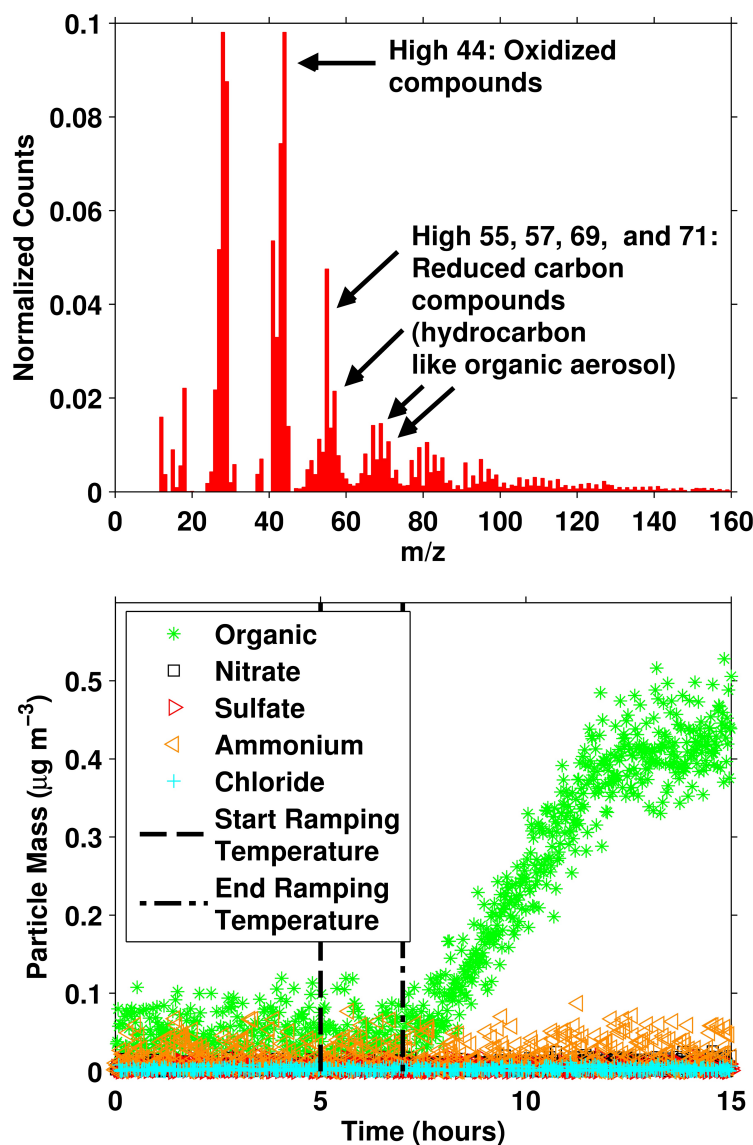 0.1
0.08
0.06
0.04
0.02
0
Normalized Counts
High 44: Oxidized
compounds
High 55, 57, 69,  and 71:
Reduced carbon
compounds
(hydrocarbon
like organic aerosol)
0 20 40 60 80 100 120 140 160
m/z
0.5
0.4
0.3
0.2
0.1
0
Particle Mass (μg m⁻³)
Organic
Nitrate
Sulfate
Ammonium
Chloride
Start Ramping
Temperature
End Ramping
Temperature
0 5 10 15
Time (hours)